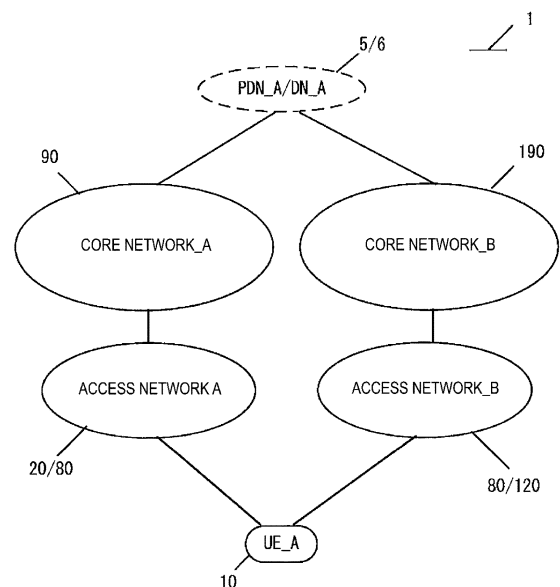 1
5/6
PDN_A/DN_A
90
190
CORE NETWORK_A
CORE NETWORK_B
ACCESS NETWORK A
ACCESS NETWORK_B
20/80
80/120
UE_A
10